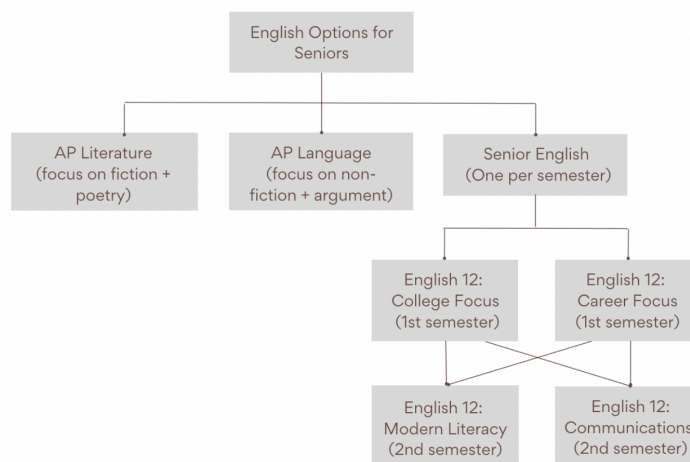 English Options for
Seniors
AP Literature
(focus on fiction +
poetry)
AP Language
(focus on non-
fiction + argument)
Senior English
(One per semester)
English 12:
College Focus
(1st semester)
English 12:
Career Focus
(1st semester)
English 12:
Modern Literacy
(2nd semester)
English 12:
Communications
(2nd semester)